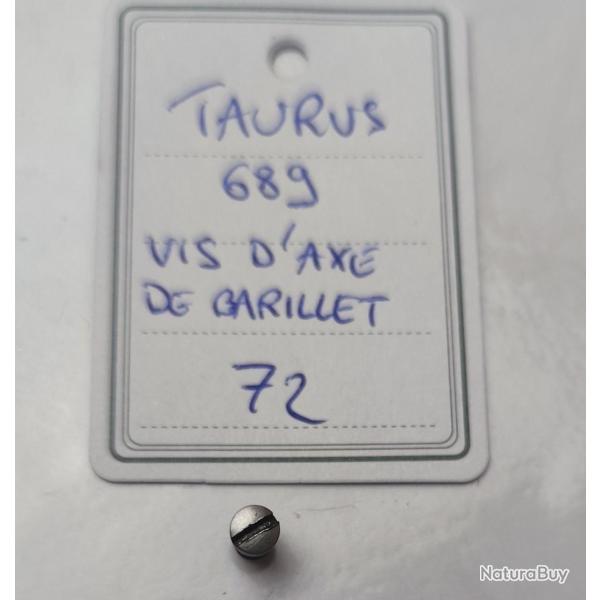 TAURUS
689
VIS D'AXE
DE BARILLET
72
NaturaBuy